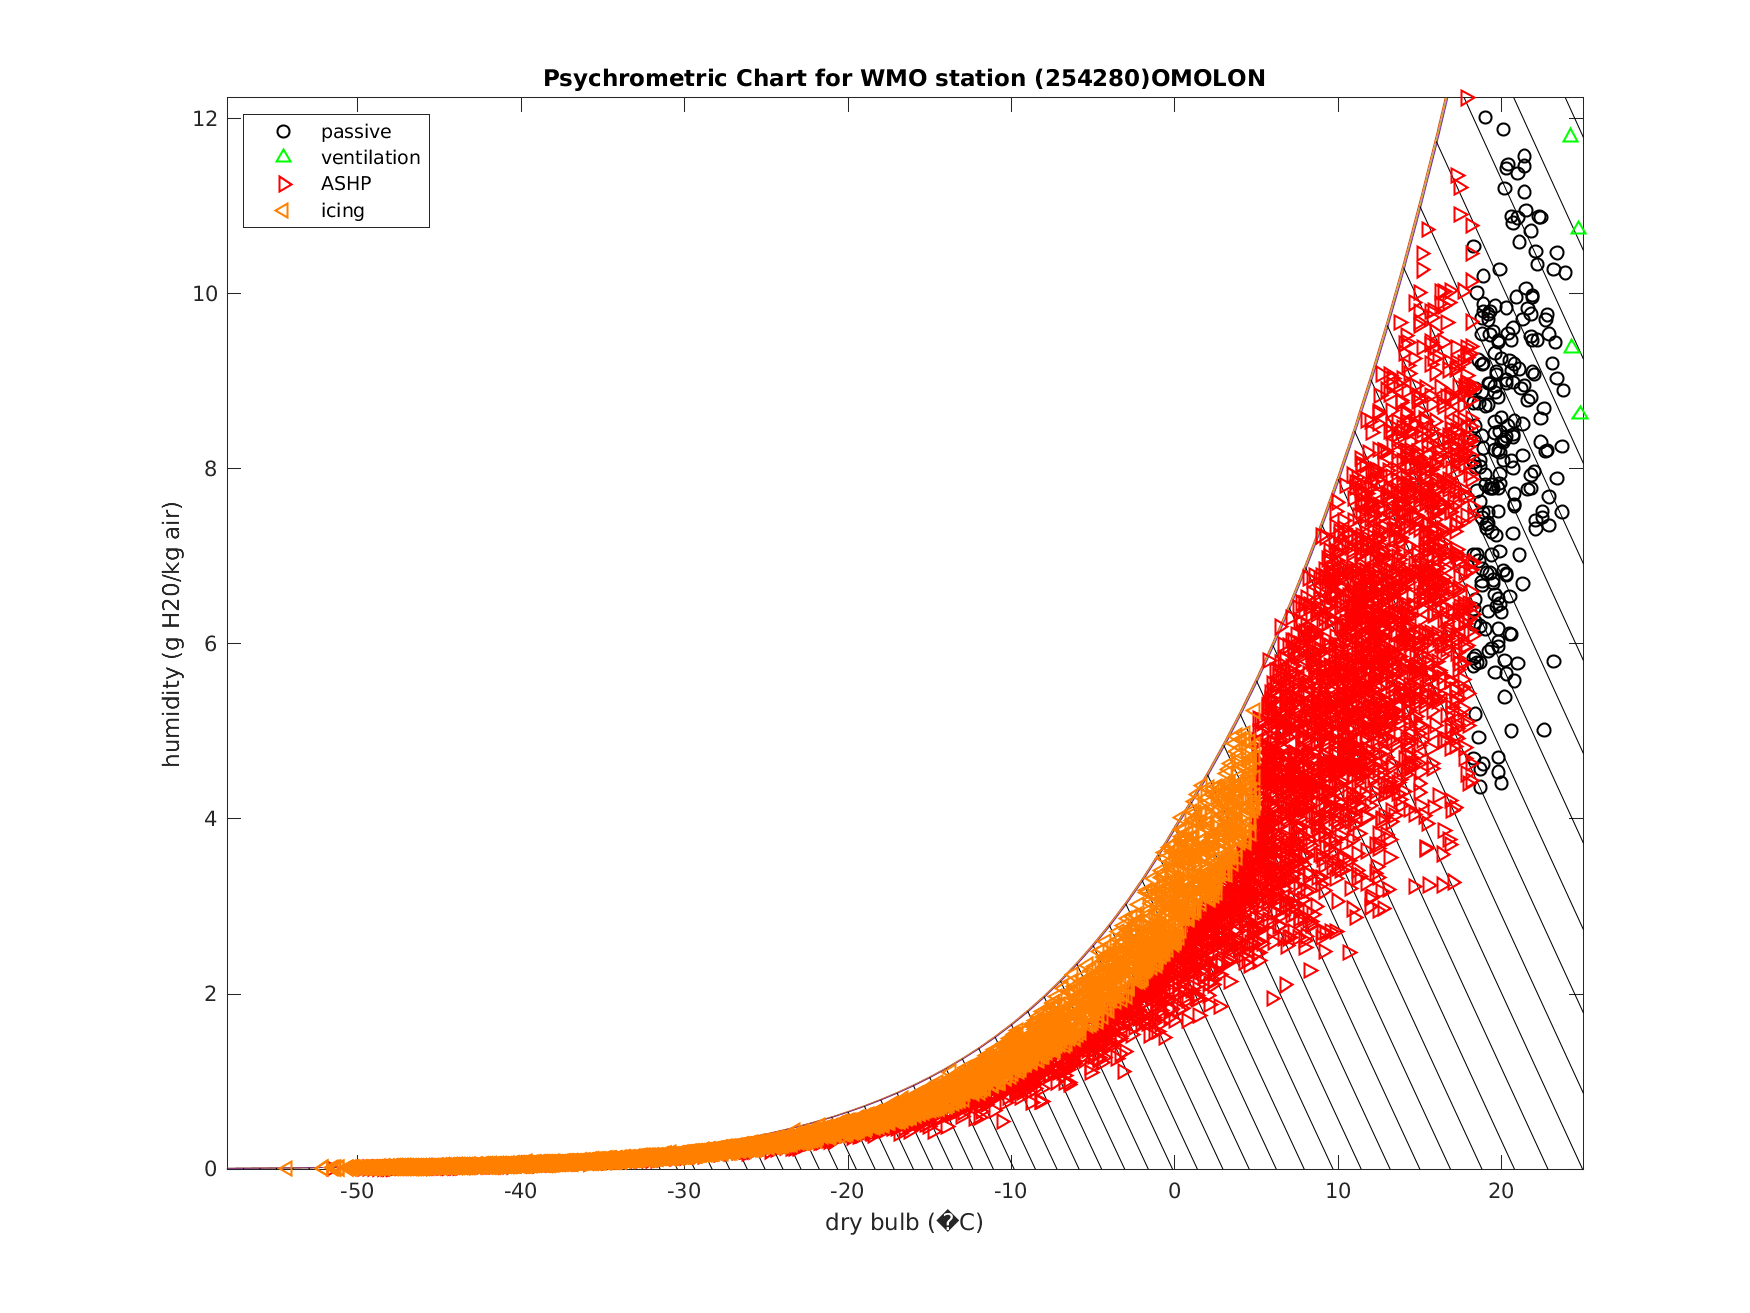 Psychrometric Chart for WMO station (254280)OMOLON
passive
ventilation
ASHP
icing
humidity (g H20/kg air)
12
10
8
6
4
2
0
-50 -40 -30 -20 -10 0 10 20
dry bulb (�C)